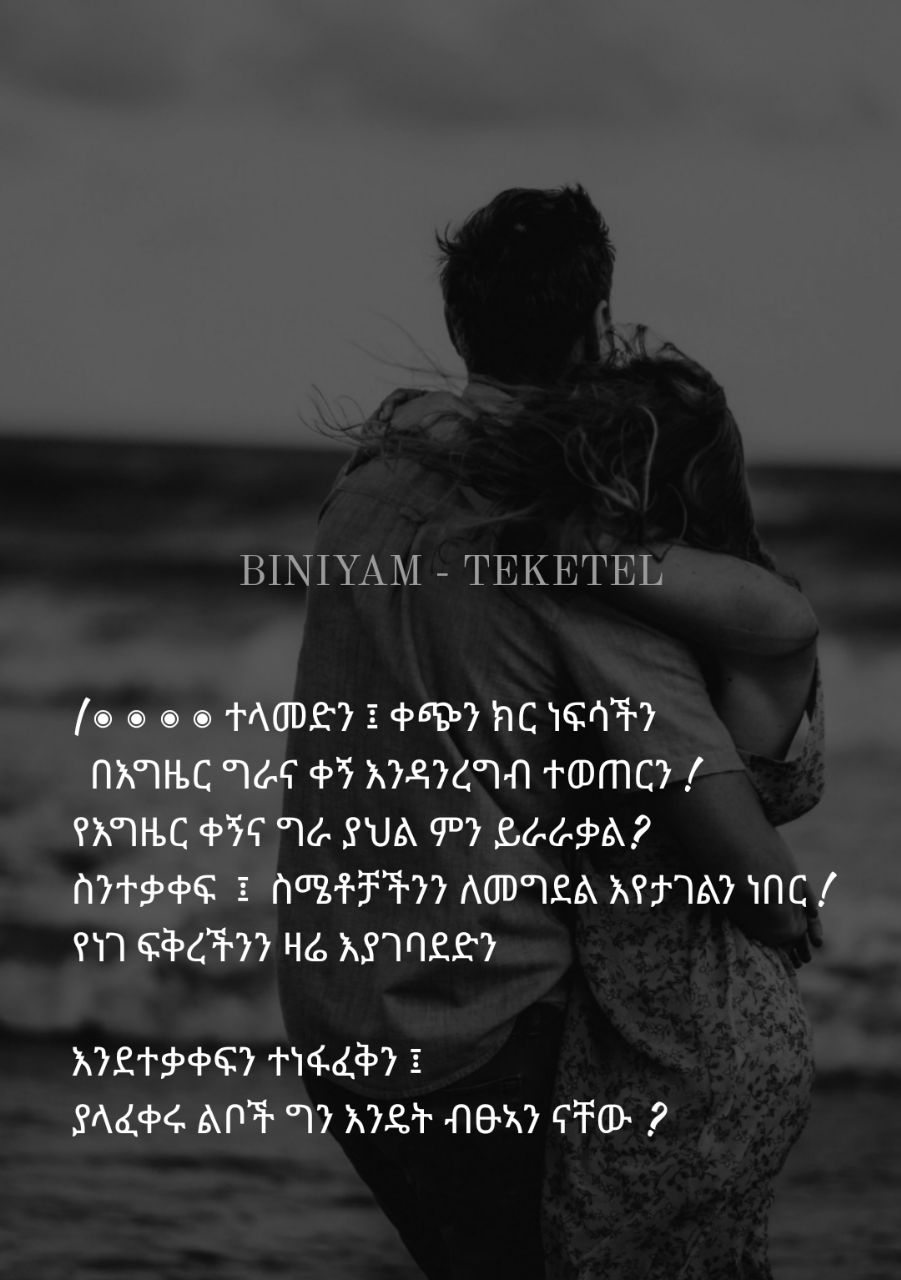 BINIYAM - TEKETEL
/◉ ◉ ◉ ◉ ተላመድን ፤ ቀጭን ክር ነፍሳችን
በእግዜር ግራና ቀኝ እንዳንረግብ ተወጠርን !
የእግዜር ቀኝና ግራ ያህል ምን ይራራቃል?
ስንተቃቀፍ ፤ ስሜቶቻችንን ለመግደል እየታገልን ነበር !
የነገ ፍቅረችንን ዛሬ እያገባደድን
እንደተቃቀፍን ተነፋፈቅን ፤
ያላፈቀሩ ልቦች ግን እንዴት ብፁኣን ናቸው ?